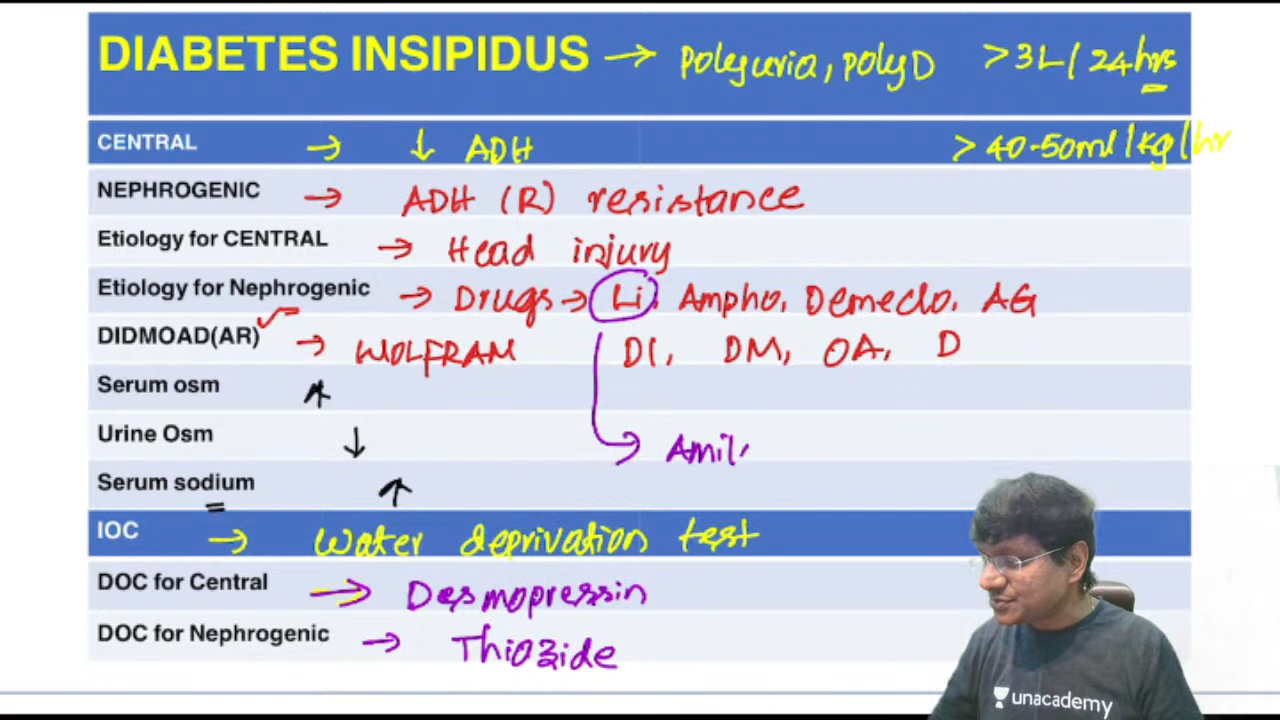 DIABETES INSIPIDUS → Polyuria, polyD >3L/24hrs
CENTRAL → ↓ ADH >40-50ml/kg/hr
NEPHROGENIC → ADH (R) resistance
Etiology for CENTRAL → Head injury
Etiology for Nephrogenic → Drugs → Li, Ampho, Demeclo, AG
DIDMOAD(AR) → WOLFRAM DI, DM, OA, D
Serum osm ↑
Urine Osm ↓ → Amil
Serum sodium ↑
IOC → Water deprivation test
DOC for Central → Desmopressin
DOC for Nephrogenic → Thiozide
unacademy